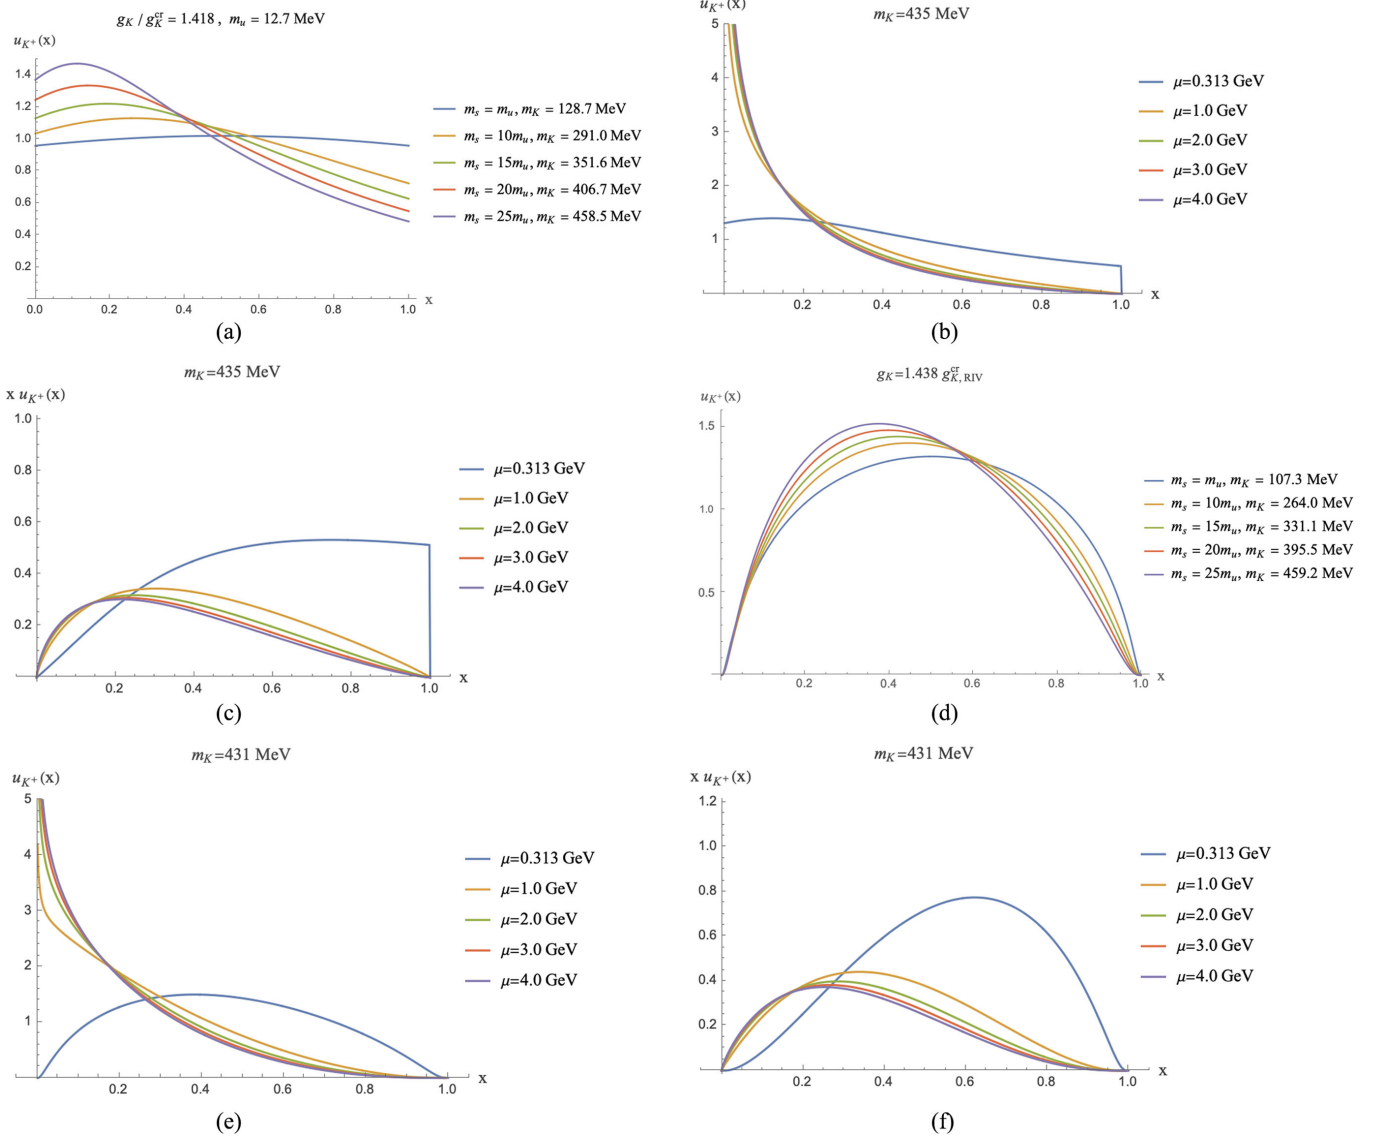 g_K / g_K^cr = 1.418 , m_u = 12.7 MeV
u_K⁺(x)
1.4
1.2
1.0
0.8
0.6
0.4
0.2
0.0 0.2 0.4 0.6 0.8 1.0 x
m_s = m_u, m_K = 128.7 MeV
m_s = 10m_u, m_K = 291.0 MeV
m_s = 15m_u, m_K = 351.6 MeV
m_s = 20m_u, m_K = 406.7 MeV
m_s = 25m_u, m_K = 458.5 MeV
(a)
u_K⁺(x)
m_K=435 MeV
5
4
3
2
1
0.2 0.4 0.6 0.8 1.0 x
μ=0.313 GeV
μ=1.0 GeV
μ=2.0 GeV
μ=3.0 GeV
μ=4.0 GeV
(b)
m_K=435 MeV
x u_K⁺(x)
1.0
0.8
0.6
0.4
0.2
0.2 0.4 0.6 0.8 1.0 x
μ=0.313 GeV
μ=1.0 GeV
μ=2.0 GeV
μ=3.0 GeV
μ=4.0 GeV
(c)
g_K=1.438 g_K,RIV^cr
u_K⁺(x)
1.5
1.0
0.5
0.2 0.4 0.6 0.8 1.0 x
m_s = m_u, m_K = 107.3 MeV
m_s = 10m_u, m_K = 264.0 MeV
m_s = 15m_u, m_K = 331.1 MeV
m_s = 20m_u, m_K = 395.5 MeV
m_s = 25m_u, m_K = 459.2 MeV
(d)
m_K=431 MeV
u_K⁺(x)
5
4
3
2
1
0.2 0.4 0.6 0.8 1.0 x
μ=0.313 GeV
μ=1.0 GeV
μ=2.0 GeV
μ=3.0 GeV
μ=4.0 GeV
(e)
m_K=431 MeV
x u_K⁺(x)
1.2
1.0
0.8
0.6
0.4
0.2
0.2 0.4 0.6 0.8 1.0 x
μ=0.313 GeV
μ=1.0 GeV
μ=2.0 GeV
μ=3.0 GeV
μ=4.0 GeV
(f)